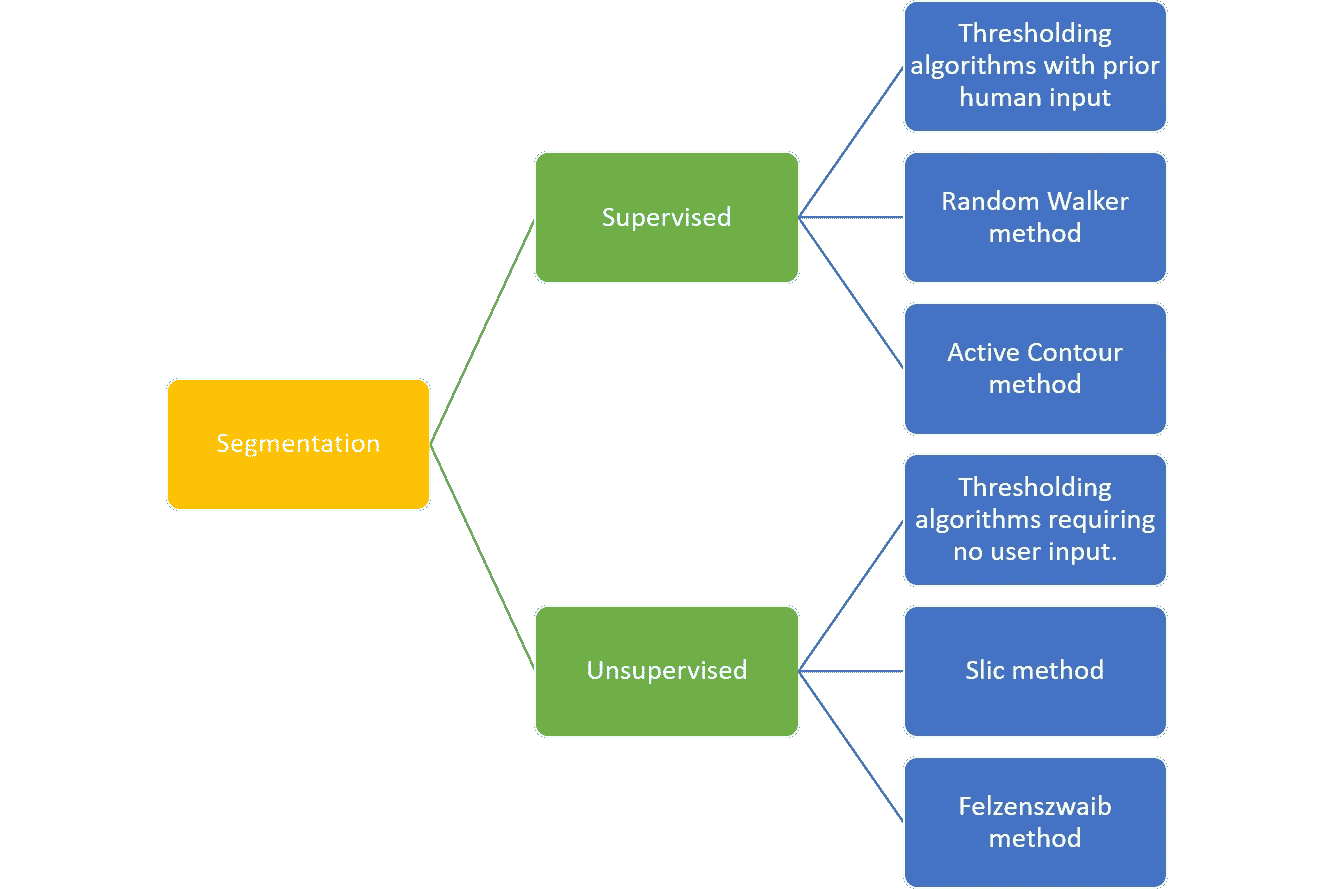 Segmentation
Supervised
Thresholding
algorithms with prior
human input
Random Walker
method
Active Contour
method
Unsupervised
Thresholding
algorithms requiring
no user input.
Slic method
Felzenszwaib
method